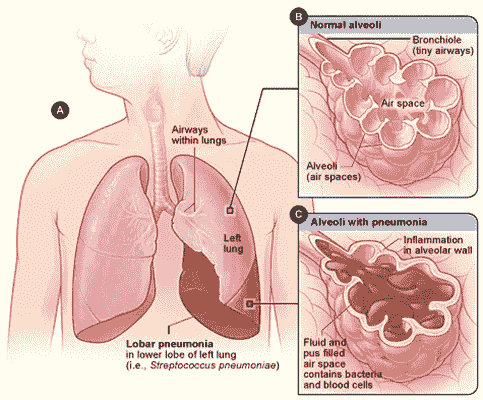 A
Airways
within lungs
Left
lung
Lobar pneumonia
in lower lobe of left lung
(i.e., Streptococcus pneumoniae)
B
Normal alveoli
Bronchiole
(tiny airways)
Air space
Alveoli
(air spaces)
C
Alveoli with pneumonia
Inflammation
in alveolar wall
Fluid and
pus filled
air space
contains bacteria
and blood cells